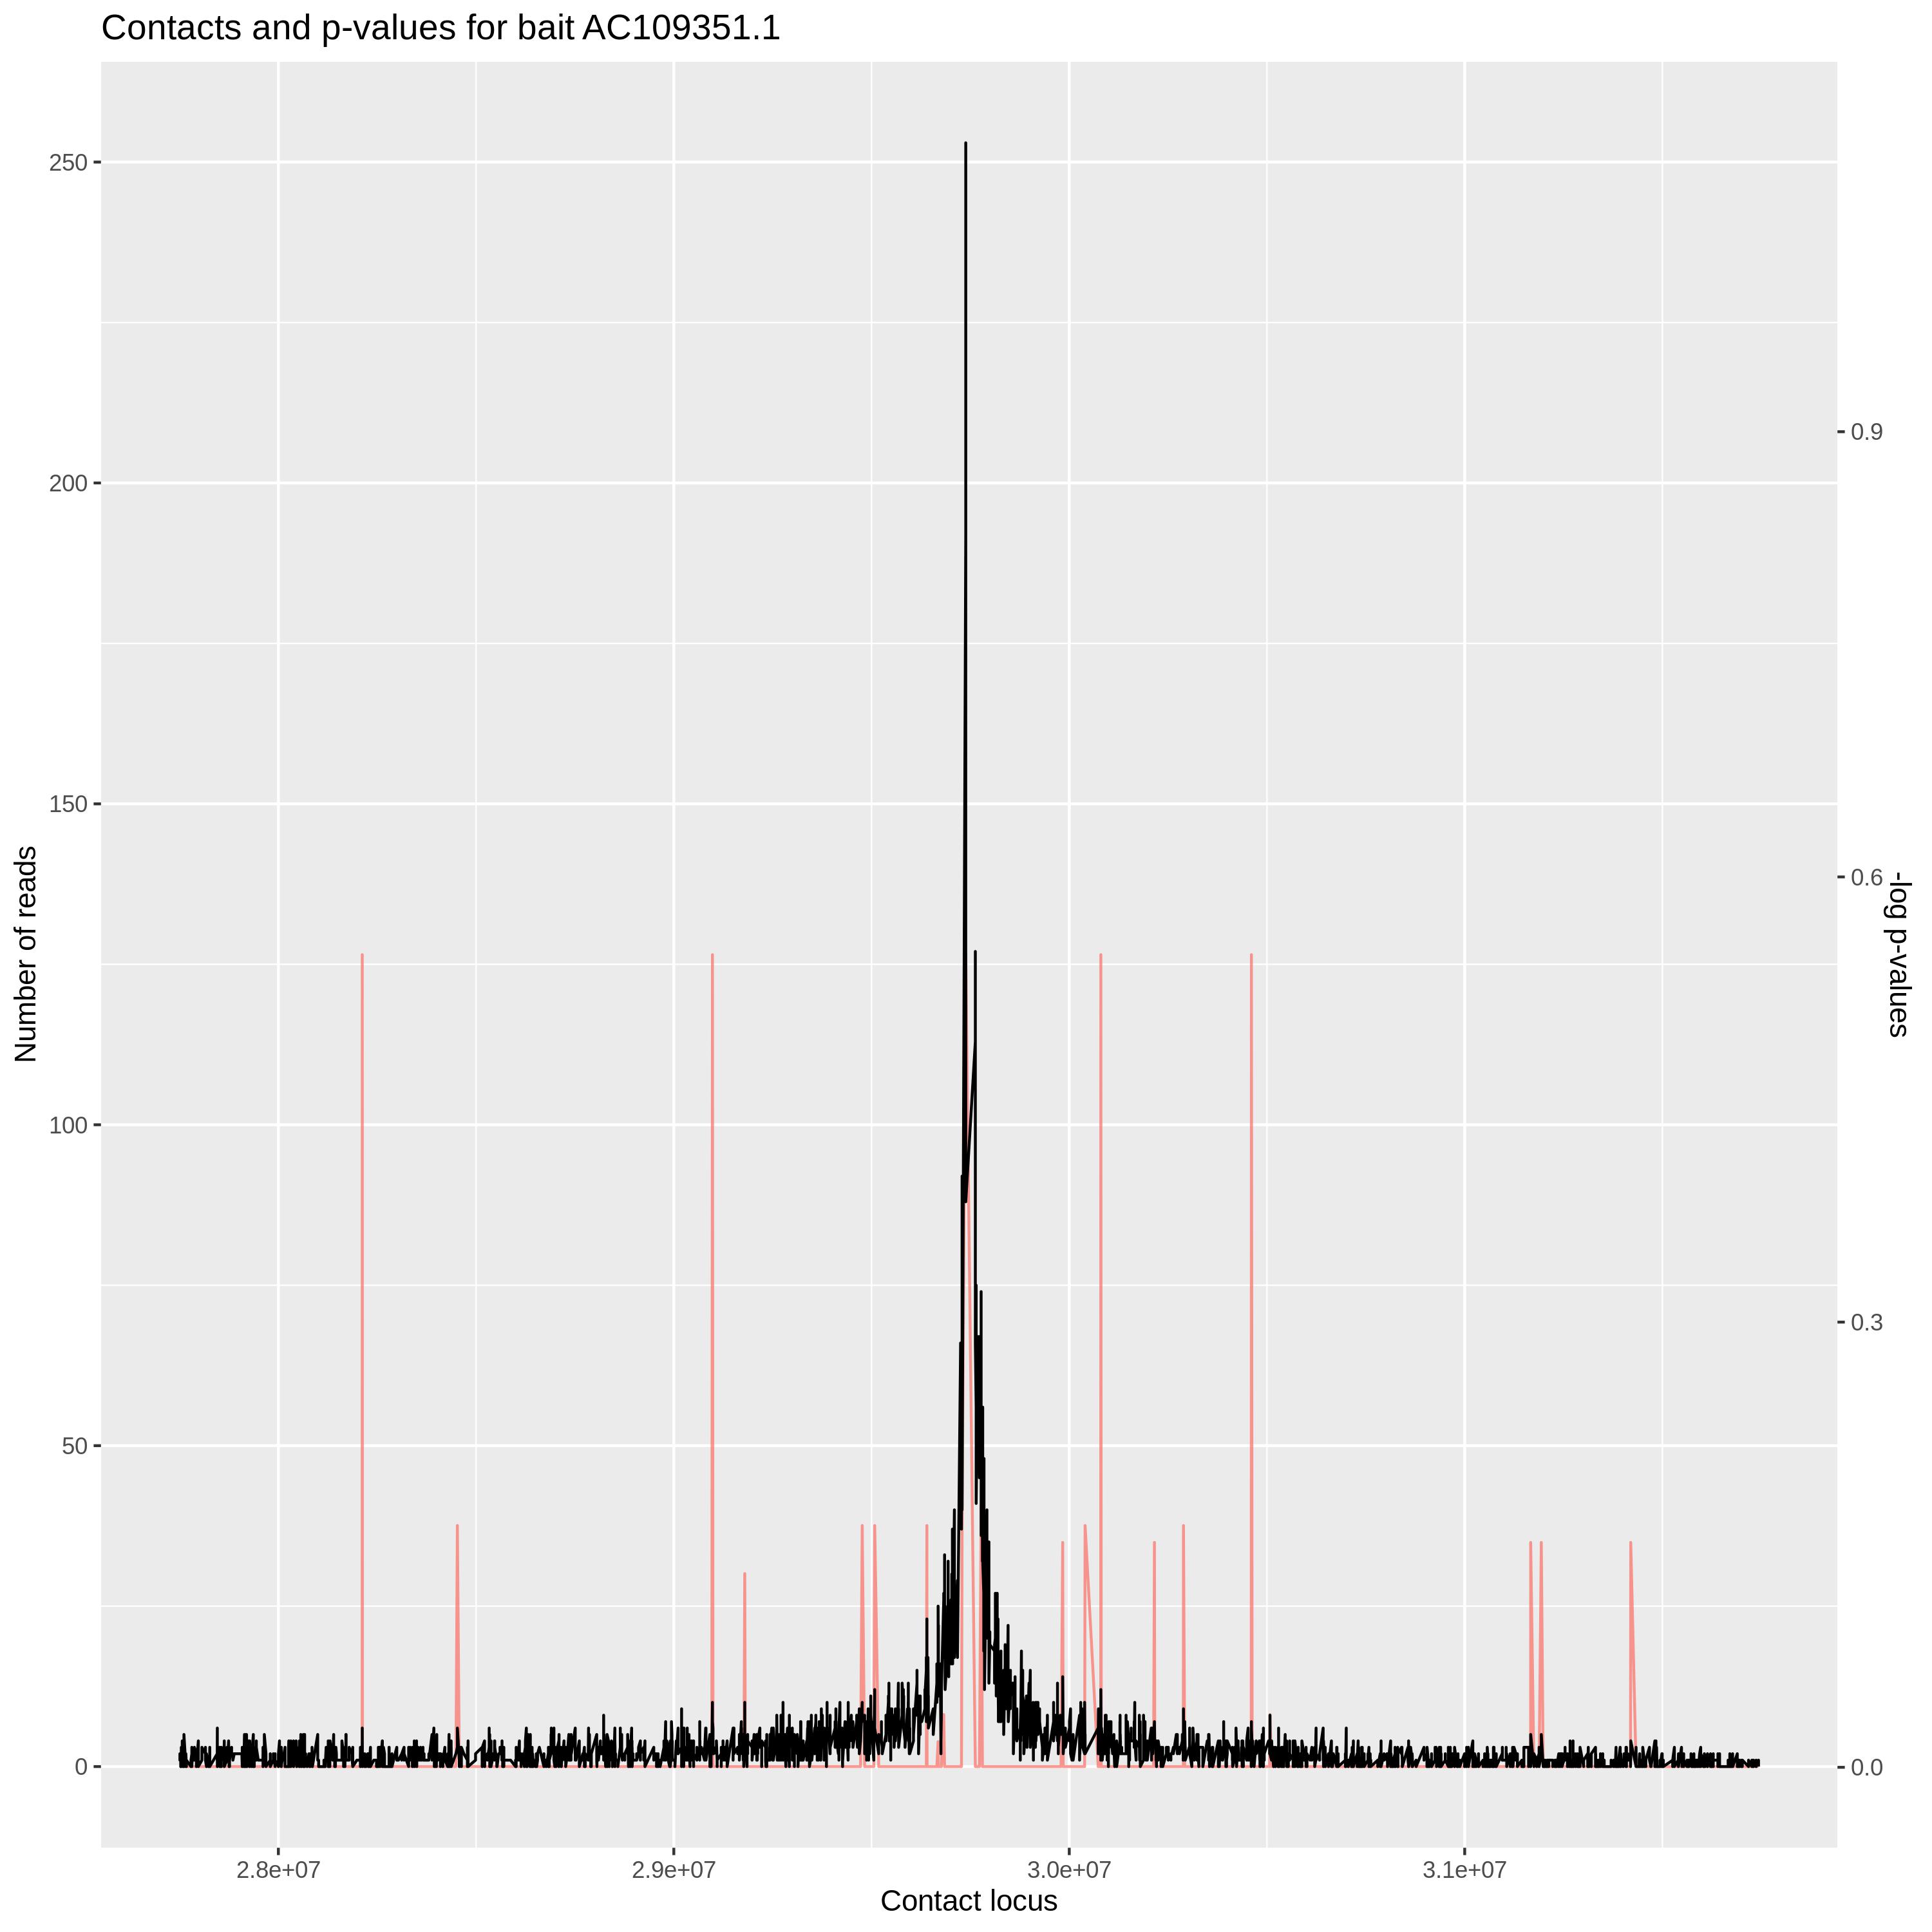 Contacts and p-values for bait AC109351.1
250
200
150
100
50
0
Number of reads
0.9
0.6
0.3
0.0
-log p-values
2.8e+07
2.9e+07
3.0e+07
3.1e+07
Contact locus